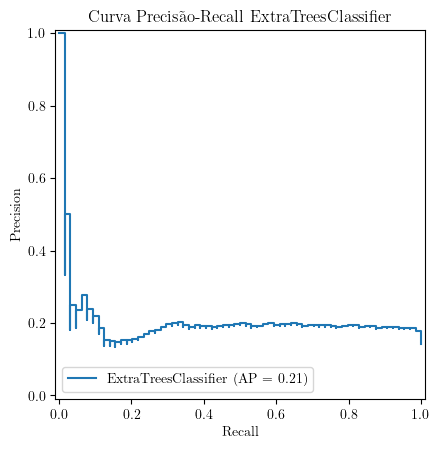 Curva Precisão-Recall ExtraTreesClassifier
1.0
0.8
0.6
0.4
0.2
0.0
Precision
ExtraTreesClassifier (AP = 0.21)
0.0 0.2 0.4 0.6 0.8 1.0
Recall